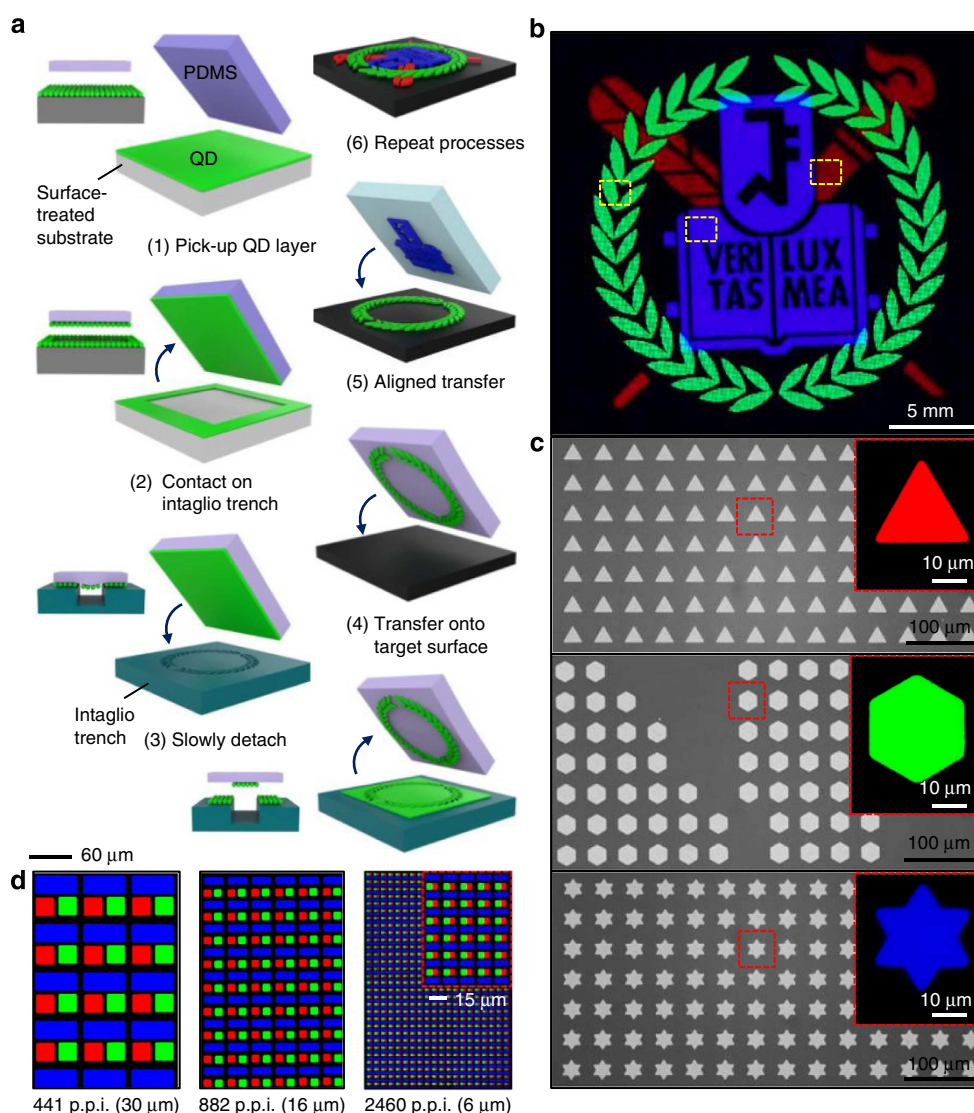 a
PDMS
QD
Surface-
treated
substrate
(1) Pick-up QD layer
(2) Contact on
intaglio trench
Intaglio
trench
(3) Slowly detach
(4) Transfer onto
target surface
(5) Aligned transfer
(6) Repeat processes
b
VERI
TAS
LUX
MEA
5 mm
c
10 μm
100 μm
10 μm
100 μm
10 μm
100 μm
60 μm
d
15 μm
441 p.p.i. (30 μm)
882 p.p.i. (16 μm)
2460 p.p.i. (6 μm)